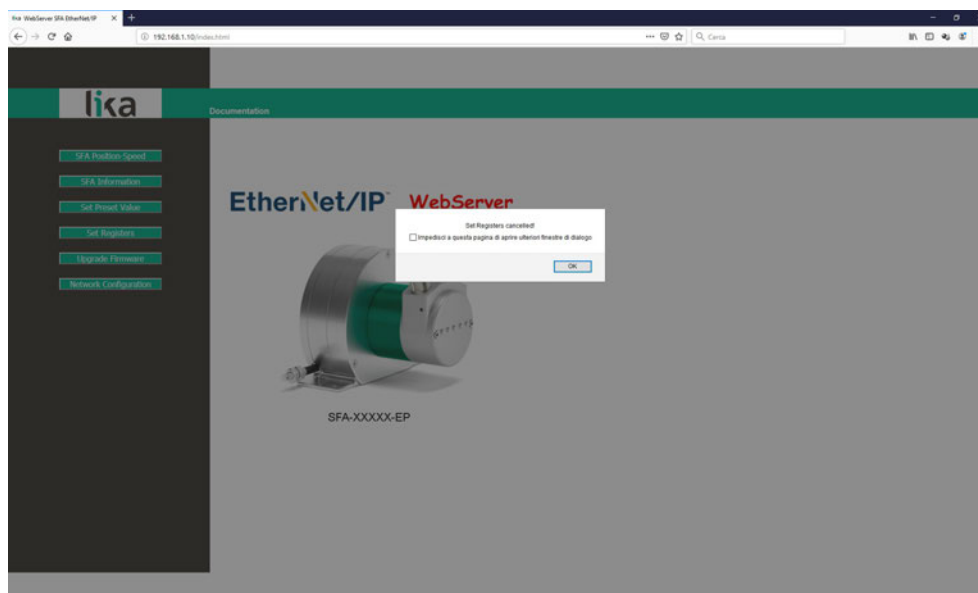 lika WebServer SFA EtherNet/IP
192.168.1.10/index.html
Cerca
lika
Documentation
SFA Position-Speed
SFA Information
Set Preset Value
Set Registers
Upgrade Firmware
Network Configuration
EtherNet/IP WebServer
Set Registers cancelled!
Impedisci a questa pagina di aprire ulteriori finestre di dialogo
OK
SFA-XXXXX-EP